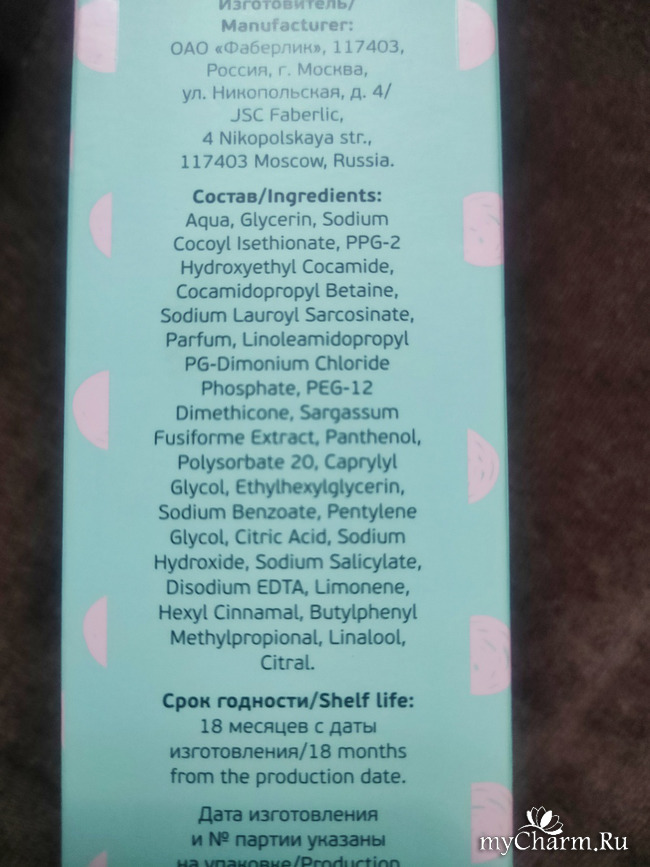 Изготовитель/
Manufacturer:
ОАО «Фаберлик», 117403,
Россия, г. Москва,
ул. Никопольская, д. 4/
JSC Faberlic,
4 Nikopolskaya str.,
117403 Moscow, Russia.
Состав/Ingredients:
Aqua, Glycerin, Sodium
Cocoyl Isethionate, PPG-2
Hydroxyethyl Cocamide,
Cocamidopropyl Betaine,
Sodium Lauroyl Sarcosinate,
Parfum, Linoleamidopropyl
PG-Dimonium Chloride
Phosphate, PEG-12
Dimethicone, Sargassum
Fusiforme Extract, Panthenol,
Polysorbate 20, Caprylyl
Glycol, Ethylhexylglycerin,
Sodium Benzoate, Pentylene
Glycol, Citric Acid, Sodium
Hydroxide, Sodium Salicylate,
Disodium EDTA, Limonene,
Hexyl Cinnamal, Butylphenyl
Methylpropional, Linalool,
Citral.
Срок годности/Shelf life:
18 месяцев с даты
изготовления/18 months
from the production date.
Дата изготовления
и № партии указаны
на упаковке/Production
myCharm.Ru